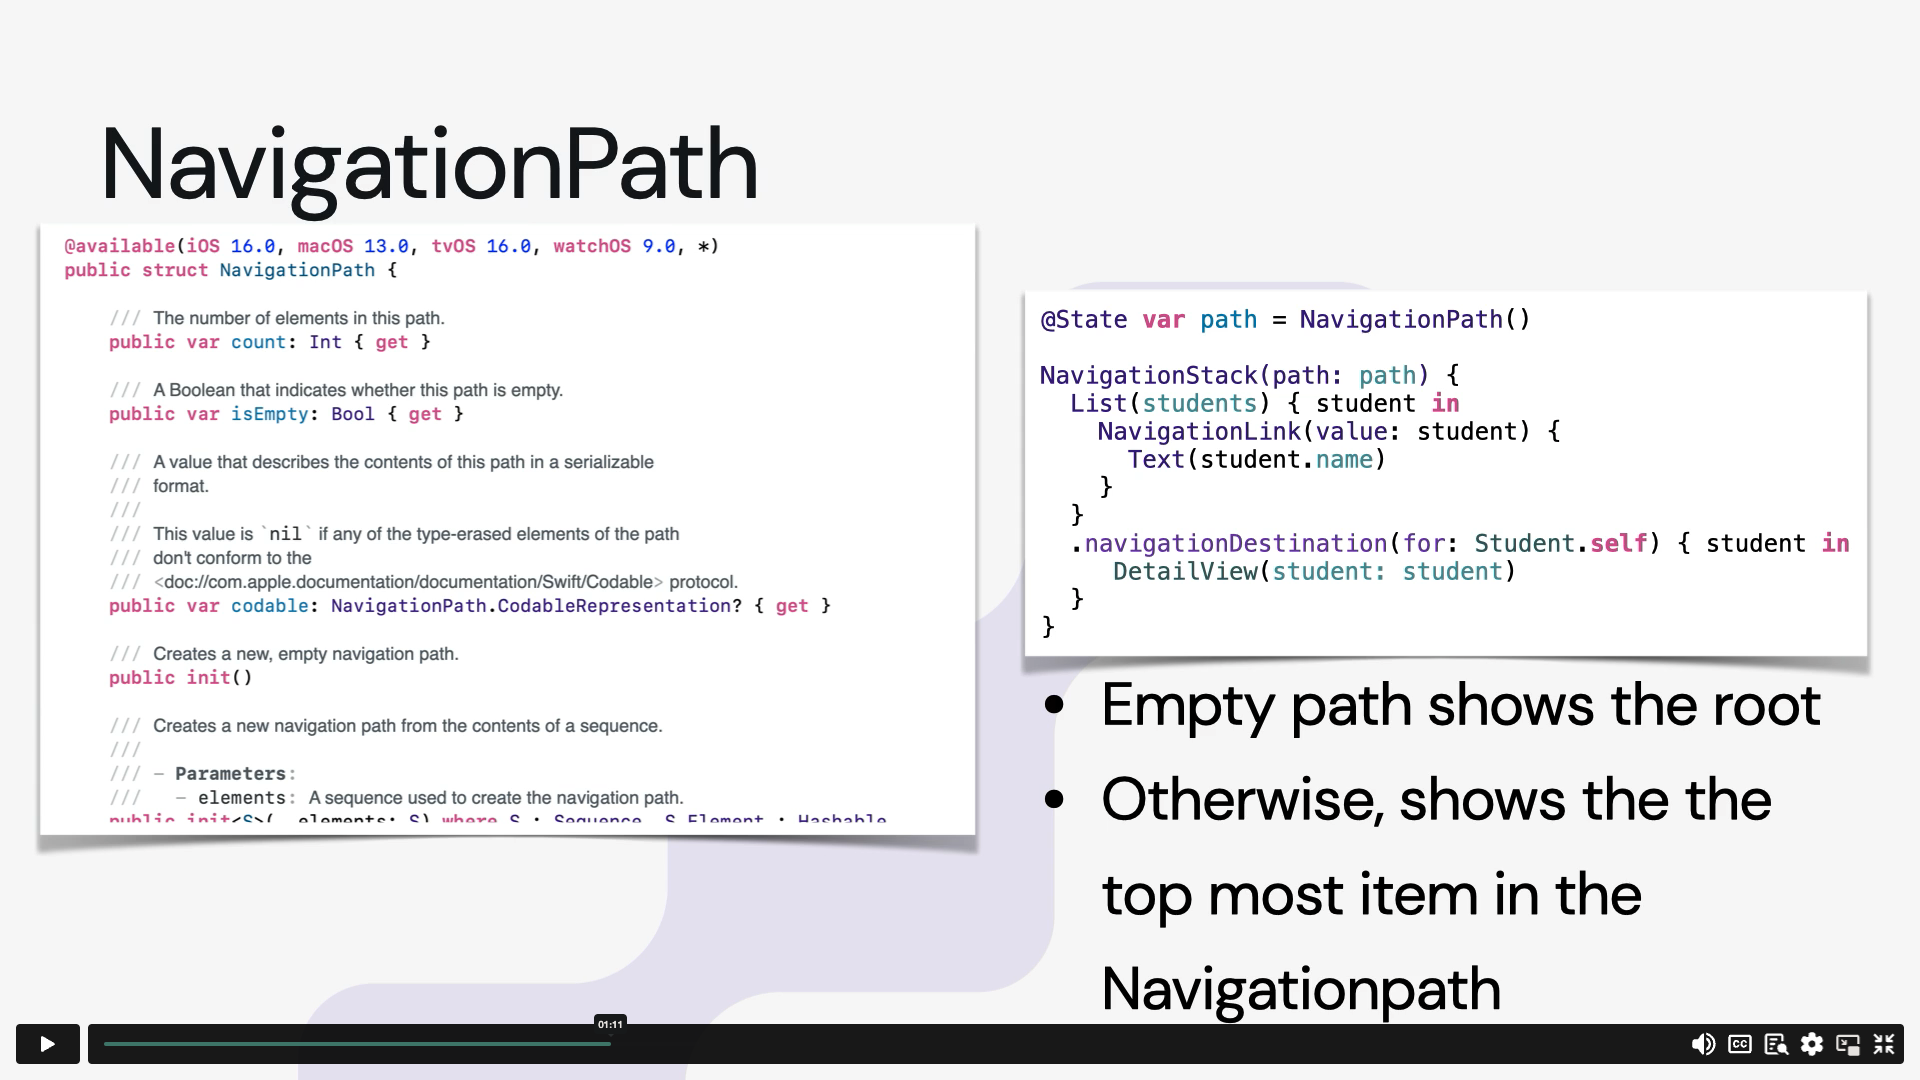 NavigationPath
@available(iOS 16.0, macOS 13.0, tvOS 16.0, watchOS 9.0, *)
public struct NavigationPath {
/// The number of elements in this path.
public var count: Int { get }
/// A Boolean that indicates whether this path is empty.
public var isEmpty: Bool { get }
/// A value that describes the contents of this path in a serializable
/// format.
///
/// This value is `nil` if any of the type-erased elements of the path
/// don't conform to the
/// <doc://com.apple.documentation/documentation/Swift/Codable> protocol.
public var codable: NavigationPath.CodableRepresentation? { get }
/// Creates a new, empty navigation path.
public init()
/// Creates a new navigation path from the contents of a sequence.
///
/// – Parameters:
/// – elements: A sequence used to create the navigation path.
public init<S>(_ elements: S) where S : Sequence, S.Element : Hashable
@State var path = NavigationPath()
NavigationStack(path: path) {
List(students) { student in
NavigationLink(value: student) {
Text(student.name)
}
}
.navigationDestination(for: Student.self) { student in
DetailView(student: student)
}
}
• Empty path shows the root
• Otherwise, shows the the
top most item in the
Navigationpath
01:11
CC